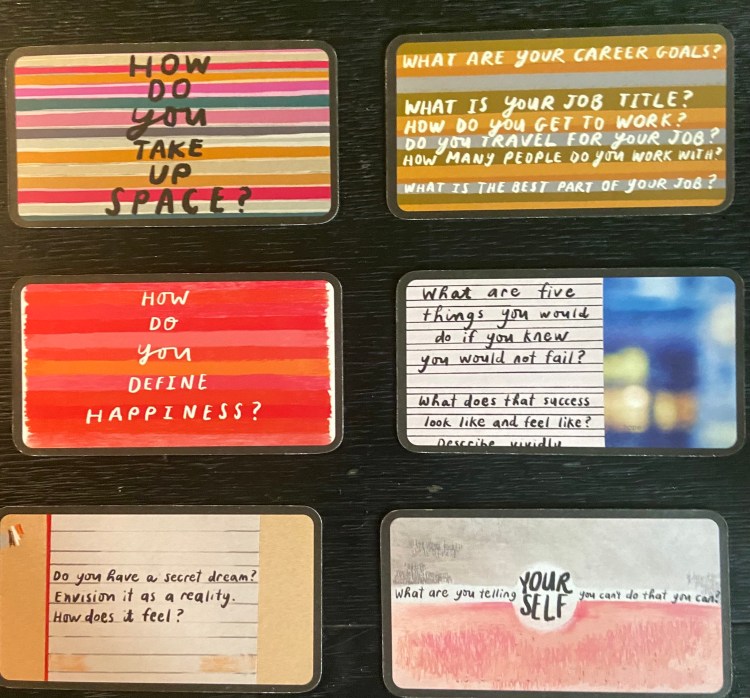 HOW
DO
you
TAKE
UP
SPACE?
WHAT ARE YOUR CAREER GOALS?
WHAT IS YOUR JOB TITLE?
HOW DO YOU GET TO WORK?
DO YOU TRAVEL FOR YOUR JOB?
HOW MANY PEOPLE DO YOU WORK WITH?
WHAT IS THE BEST PART OF YOUR JOB?
HOW
DO
you
DEFINE
HAPPINESS?
What are five
things you would
do if you knew
you would not fail?
What does that success
look like and feel like?
Describe vividly
Do you have a secret dream?
Envision it as a reality.
How does it feel?
What are you telling YOUR SELF you can't do that you can?